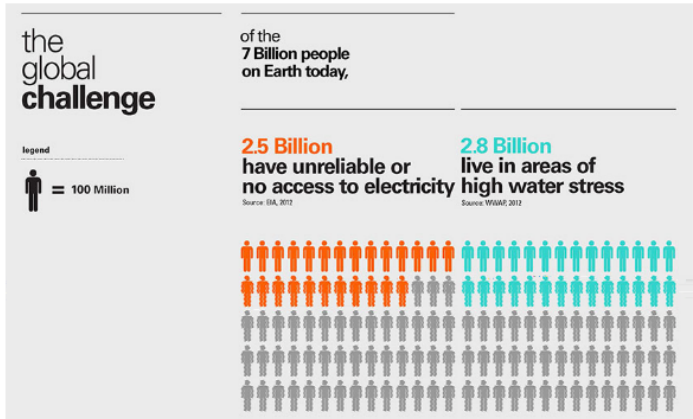 the
global
challenge
legend
= 100 Million
of the
7 Billion people
on Earth today,
2.5 Billion
have unreliable or
no access to electricity
Source: EIA, 2012
2.8 Billion
live in areas of
high water stress
Source: WWAP, 2012